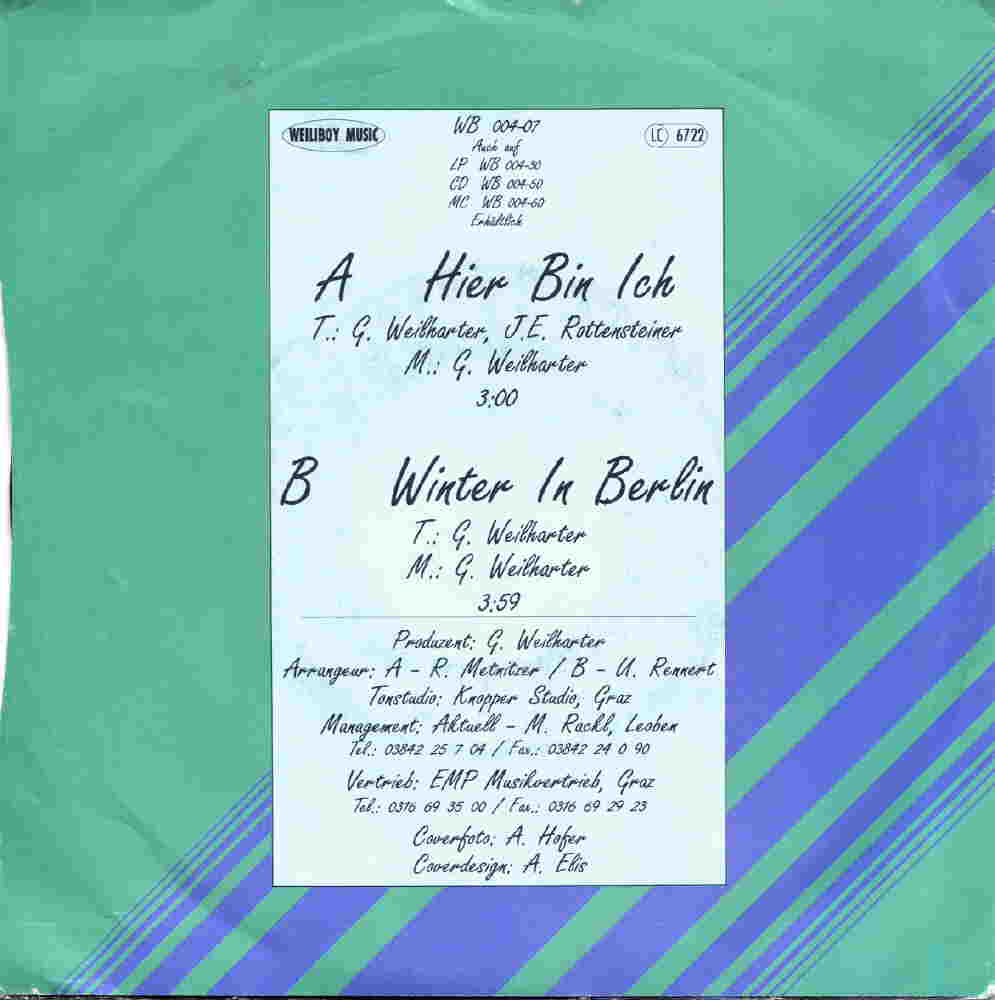 WEILIBOY MUSIC
WB 004-07
LC 6722
Auch auf
LP WB 004-30
CD WB 004-50
MC WB 004-60
Erhältlich
A Hier Bin Ich
T.: G. Weilharter, J.E. Rottensteiner
M.: G. Weilharter
3:00
B Winter In Berlin
T.: G. Weilharter
M.: G. Weilharter
3:59
Produzent: G. Weilharter
Arrangeur: A - R. Metnitzer / B - U. Rennert
Tonstudio: Knopper Studio, Graz
Management: Aktuell - M. Rackl, Leoben
Tel.: 03842 25 7 04 / Fax.: 03842 24 0 90
Vertrieb: EMP Musikvertrieb, Graz
Tel.: 0316 69 35 00 / Fax.: 0316 69 29 23
Coverfoto: A. Hofer
Coverdesign: A. Elis